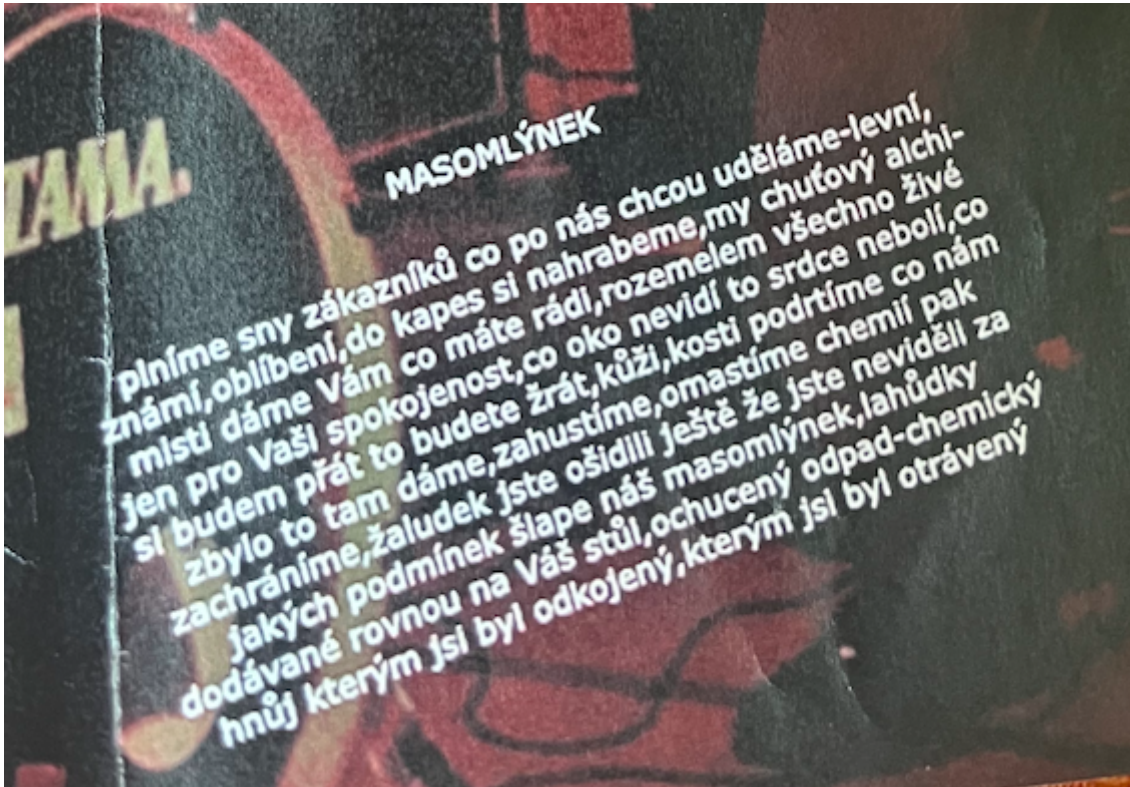 TAMA.
MASOMLÝNEK
plníme sny zákazníků co po nás chcou uděláme-levní,
známí,oblíbení,do kapes si nahrabeme,my chuťový alchi-
misti dáme Vám co máte rádi,rozemelem všechno živé
jen pro Vaši spokojenost,co oko nevidí to srdce nebolí,co
si budem přát to budete žrát,kůži,kosti podrtíme co nám
zbylo to tam dáme,zahustíme,omastíme chemií pak
zachráníme,žaludek jste ošidili ještě že jste neviděli za
jakých podmínek šlape náš masomlýnek,lahůdky
dodávané rovnou na Váš stůl,ochucený odpad-chemický
hnůj kterým jsi byl odkojený,kterým jsi byl otrávený